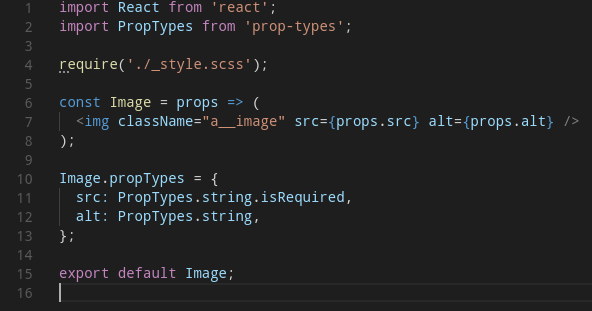 1 import React from 'react';
2 import PropTypes from 'prop-types';
3
4 require('./_style.scss');
5
6 const Image = props => (
7   <img className="a__image" src={props.src} alt={props.alt} />
8 );
9
10 Image.propTypes = {
11   src: PropTypes.string.isRequired,
12   alt: PropTypes.string,
13 };
14
15 export default Image;
16